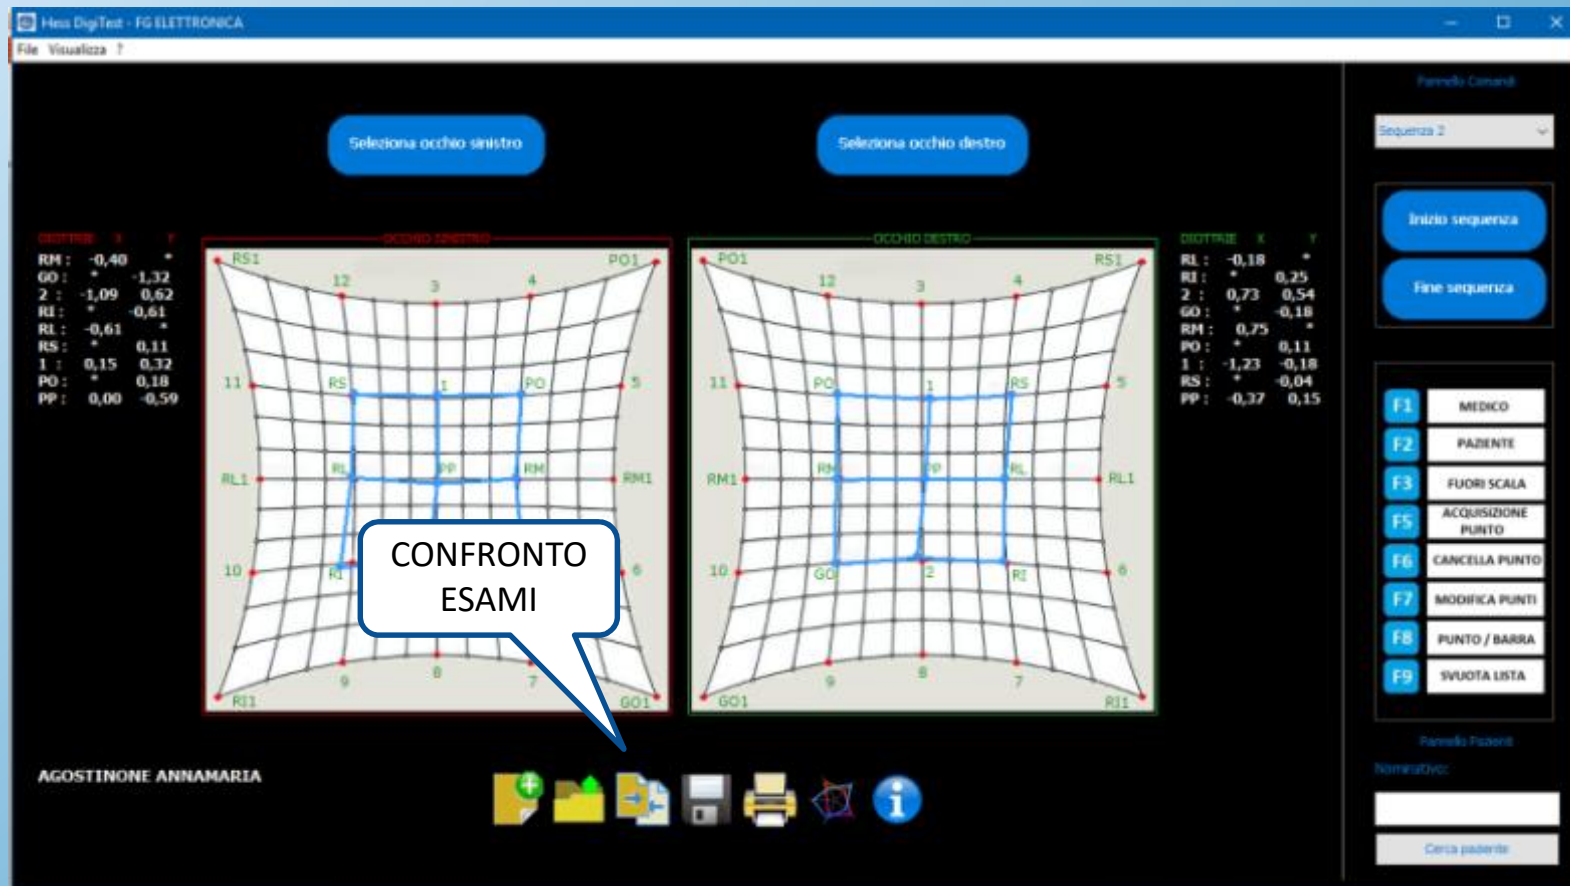 Hess DigiTest - FG ELETTRONICA
File Visualizza ?
Pannello Comandi
Seleziona occhio sinistro
Seleziona occhio destro
Sequenza 2
Inizio sequenza
Fine sequenza
DIOTTRIE X Y
RM : -0,40 *
GO : * -1,32
2 : -1,09 0,62
RI : * -0,61
RL : -0,61 *
RS : * 0,11
1 : 0,15 0,32
PO : * 0,18
PP : 0,00 -0,59
OCCHIO SINISTRO
RS1 PO1
12 3 4
11 RS 1 PO 5
RL1 RL PP RM RM1
10 RI 6
9 8 7
RI1 GO1
OCCHIO DESTRO
PO1 RS1
12 3 4
11 PO 1 RS 5
RM1 RM PP RL RL1
10 GO 2 RI 6
9 8 7
GO1 RI1
DIOTTRIE X Y
RL : -0,18 *
RI : * 0,25
2 : 0,73 0,54
GO : * -0,18
RM : 0,75 *
PO : * 0,11
1 : -1,23 -0,18
RS : * -0,04
PP : -0,37 0,15
CONFRONTO
ESAMI
F1 MEDICO
F2 PAZIENTE
F3 FUORI SCALA
F5 ACQUISIZIONE
PUNTO
F6 CANCELLA PUNTO
F7 MODIFICA PUNTI
F8 PUNTO / BARRA
F9 SVUOTA LISTA
AGOSTINONE ANNAMARIA
Pannello Pazienti
Nominativo:
Cerca paziente